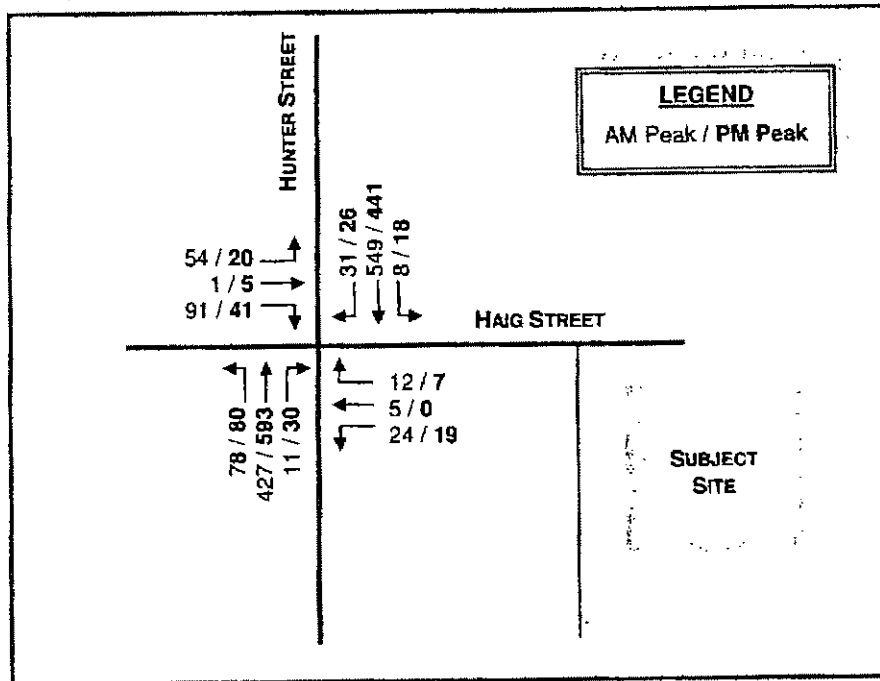 HUNTER STREET
LEGEND
AM Peak / PM Peak
54 / 20
1 / 5
91 / 41
31 / 26
549 / 441
8 / 18
HAIG STREET
78 / 80
427 / 593
11 / 30
12 / 7
5 / 0
24 / 19
SUBJECT
SITE